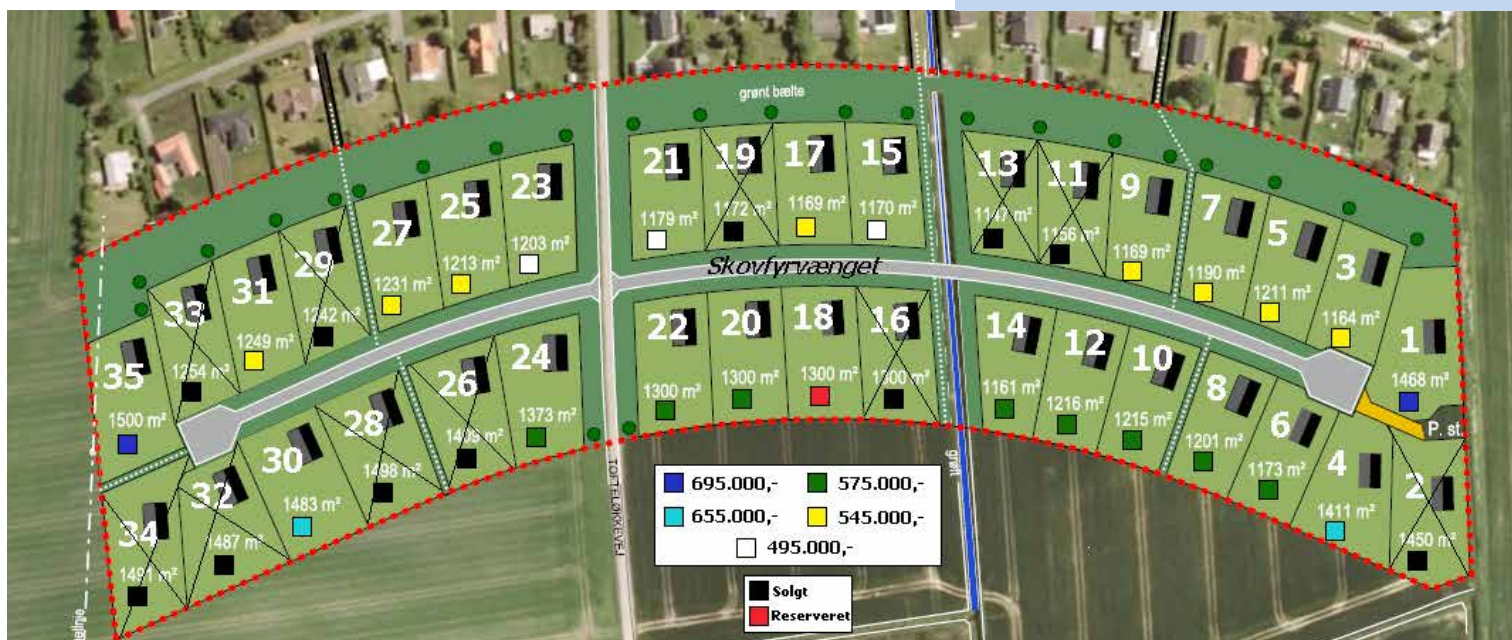 grønt bælte
21
19
17
15
1179 m²
1172 m²
1169 m²
1170 m²
13
11
9
1147 m²
1156 m²
1169 m²
7
5
3
1
1190 m²
1211 m²
1164 m²
1468 m²
27
25
23
1231 m²
1213 m²
1203 m²
35
33
31
29
1500 m²
1254 m²
1249 m²
1242 m²
Skovfyrvænget
34
32
30
28
1491 m²
1487 m²
1483 m²
1498 m²
26
24
1409 m²
1373 m²
22
20
18
16
1300 m²
1300 m²
1300 m²
1300 m²
14
12
10
1161 m²
1216 m²
1215 m²
8
6
4
2
1201 m²
1173 m²
1411 m²
1450 m²
P. st.
grøft
695.000,-
575.000,-
655.000,-
545.000,-
495.000,-
Solgt
Reserveret